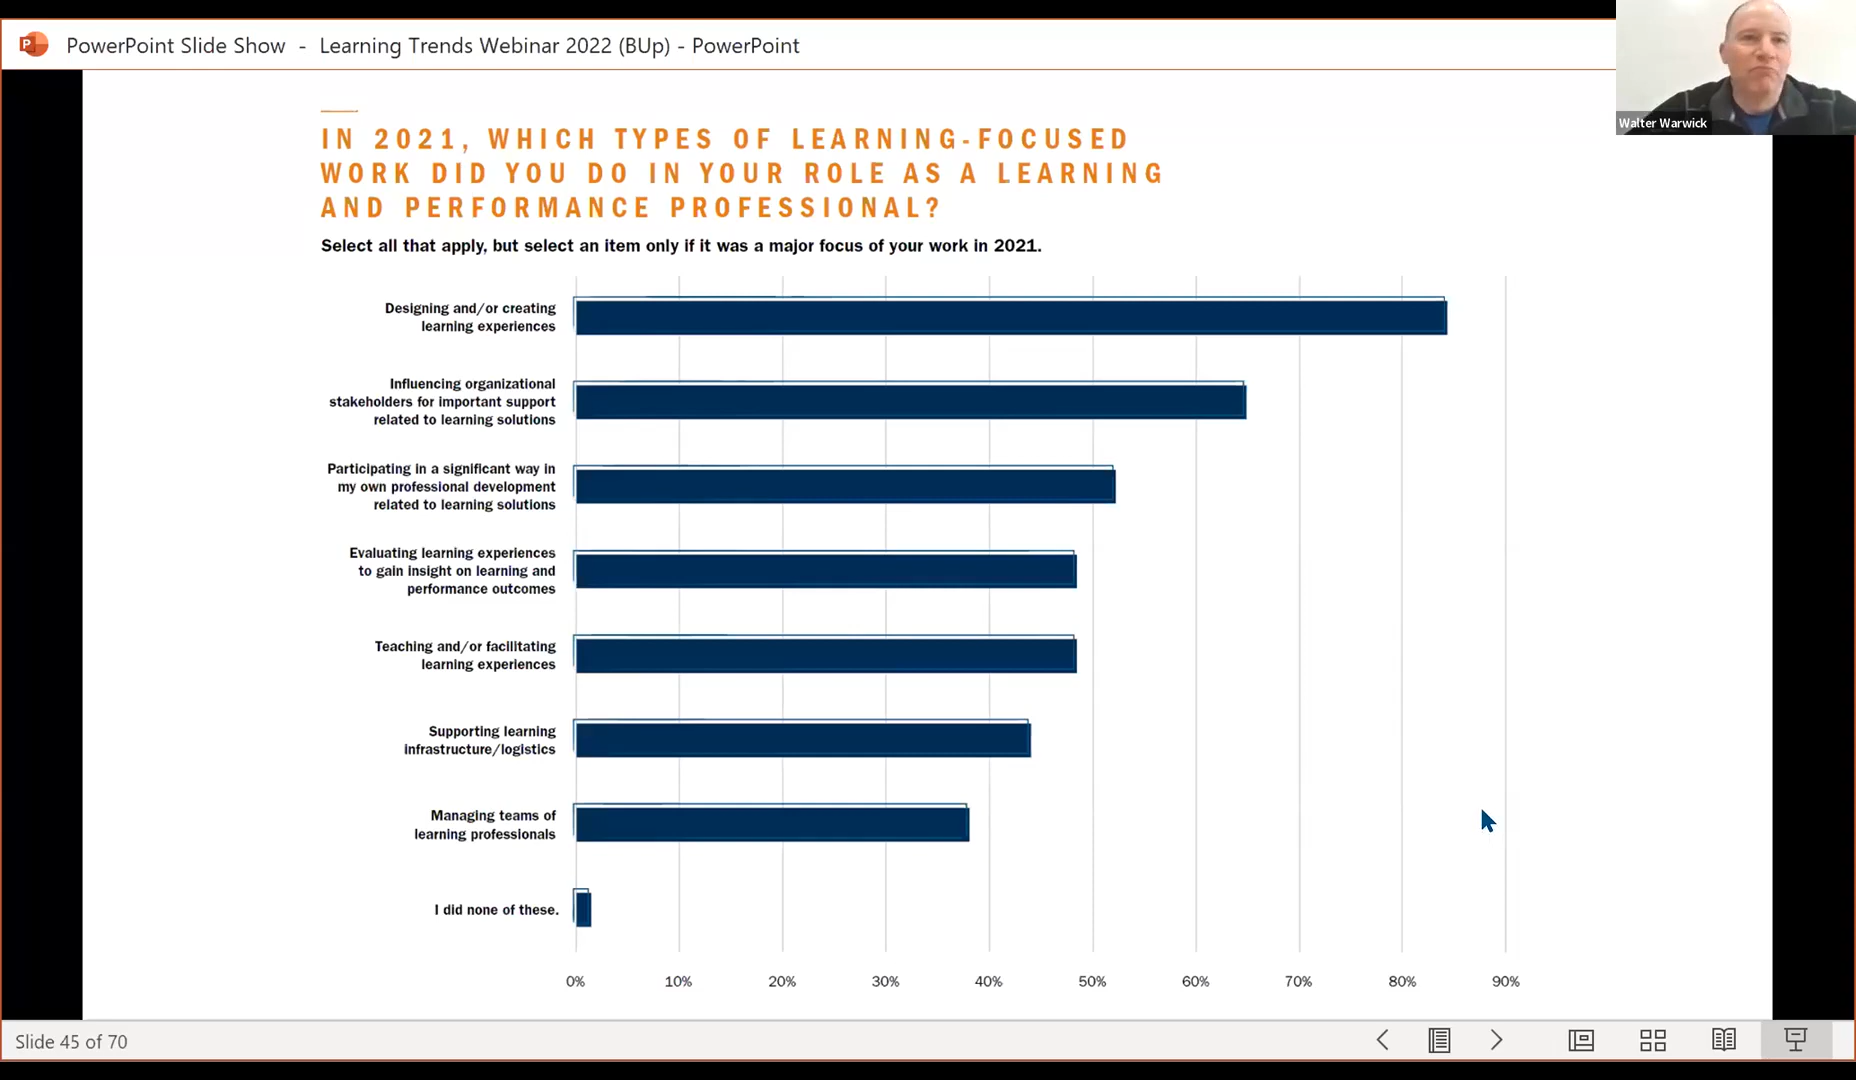 PowerPoint Slide Show - Learning Trends Webinar 2022 (BUp) - PowerPoint
Walter Warwick
IN 2021, WHICH TYPES OF LEARNING-FOCUSED
WORK DID YOU DO IN YOUR ROLE AS A LEARNING
AND PERFORMANCE PROFESSIONAL?
Select all that apply, but select an item only if it was a major focus of your work in 2021.
Designing and/or creating
learning experiences
Influencing organizational
stakeholders for important support
related to learning solutions
Participating in a significant way in
my own professional development
related to learning solutions
Evaluating learning experiences
to gain insight on learning and
performance outcomes
Teaching and/or facilitating
learning experiences
Supporting learning
infrastructure/logistics
Managing teams of
learning professionals
I did none of these.
0% 10% 20% 30% 40% 50% 60% 70% 80% 90%
Slide 45 of 70